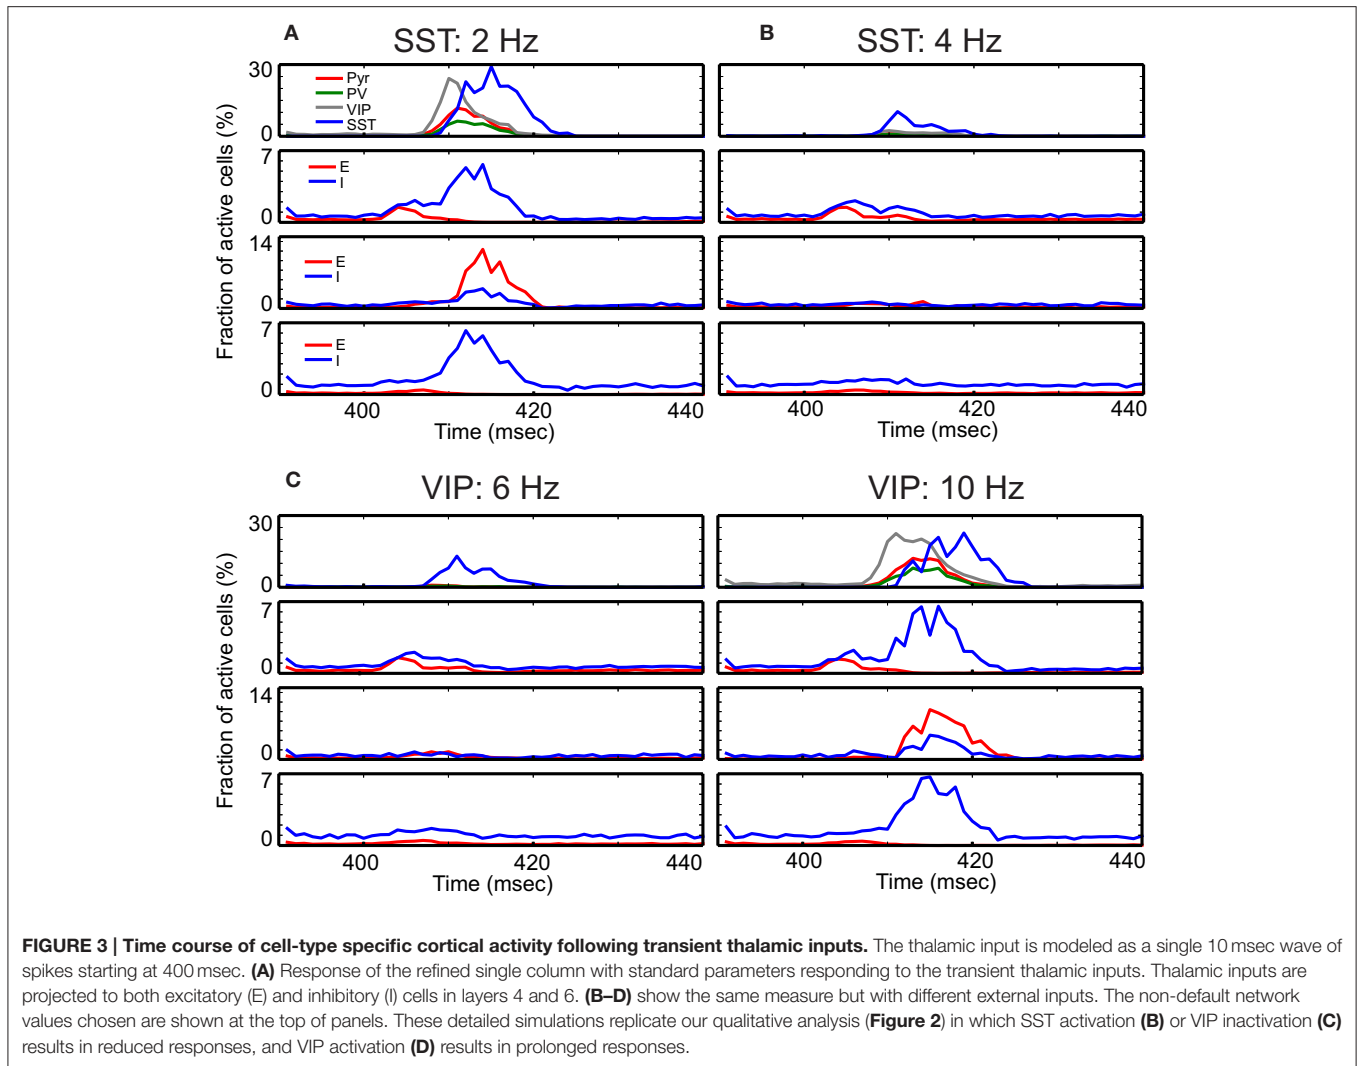 A
SST: 2 Hz
B
SST: 4 Hz
Fraction of active cells (%)
30
0
Pyr
PV
VIP
SST
7
0
E
I
14
0
E
I
7
0
E
I
400
420
440
Time (msec)
400
420
440
Time (msec)
C
VIP: 6 Hz
VIP: 10 Hz
Fraction of active cells (%)
30
0
7
0
14
0
7
0
400
420
440
Time (msec)
400
420
440
Time (msec)
FIGURE 3 | Time course of cell-type specific cortical activity following transient thalamic inputs. The thalamic input is modeled as a single 10 msec wave of
spikes starting at 400 msec. (A) Response of the refined single column with standard parameters responding to the transient thalamic inputs. Thalamic inputs are
projected to both excitatory (E) and inhibitory (I) cells in layers 4 and 6. (B–D) show the same measure but with different external inputs. The non-default network
values chosen are shown at the top of panels. These detailed simulations replicate our qualitative analysis (Figure 2) in which SST activation (B) or VIP inactivation (C)
results in reduced responses, and VIP activation (D) results in prolonged responses.